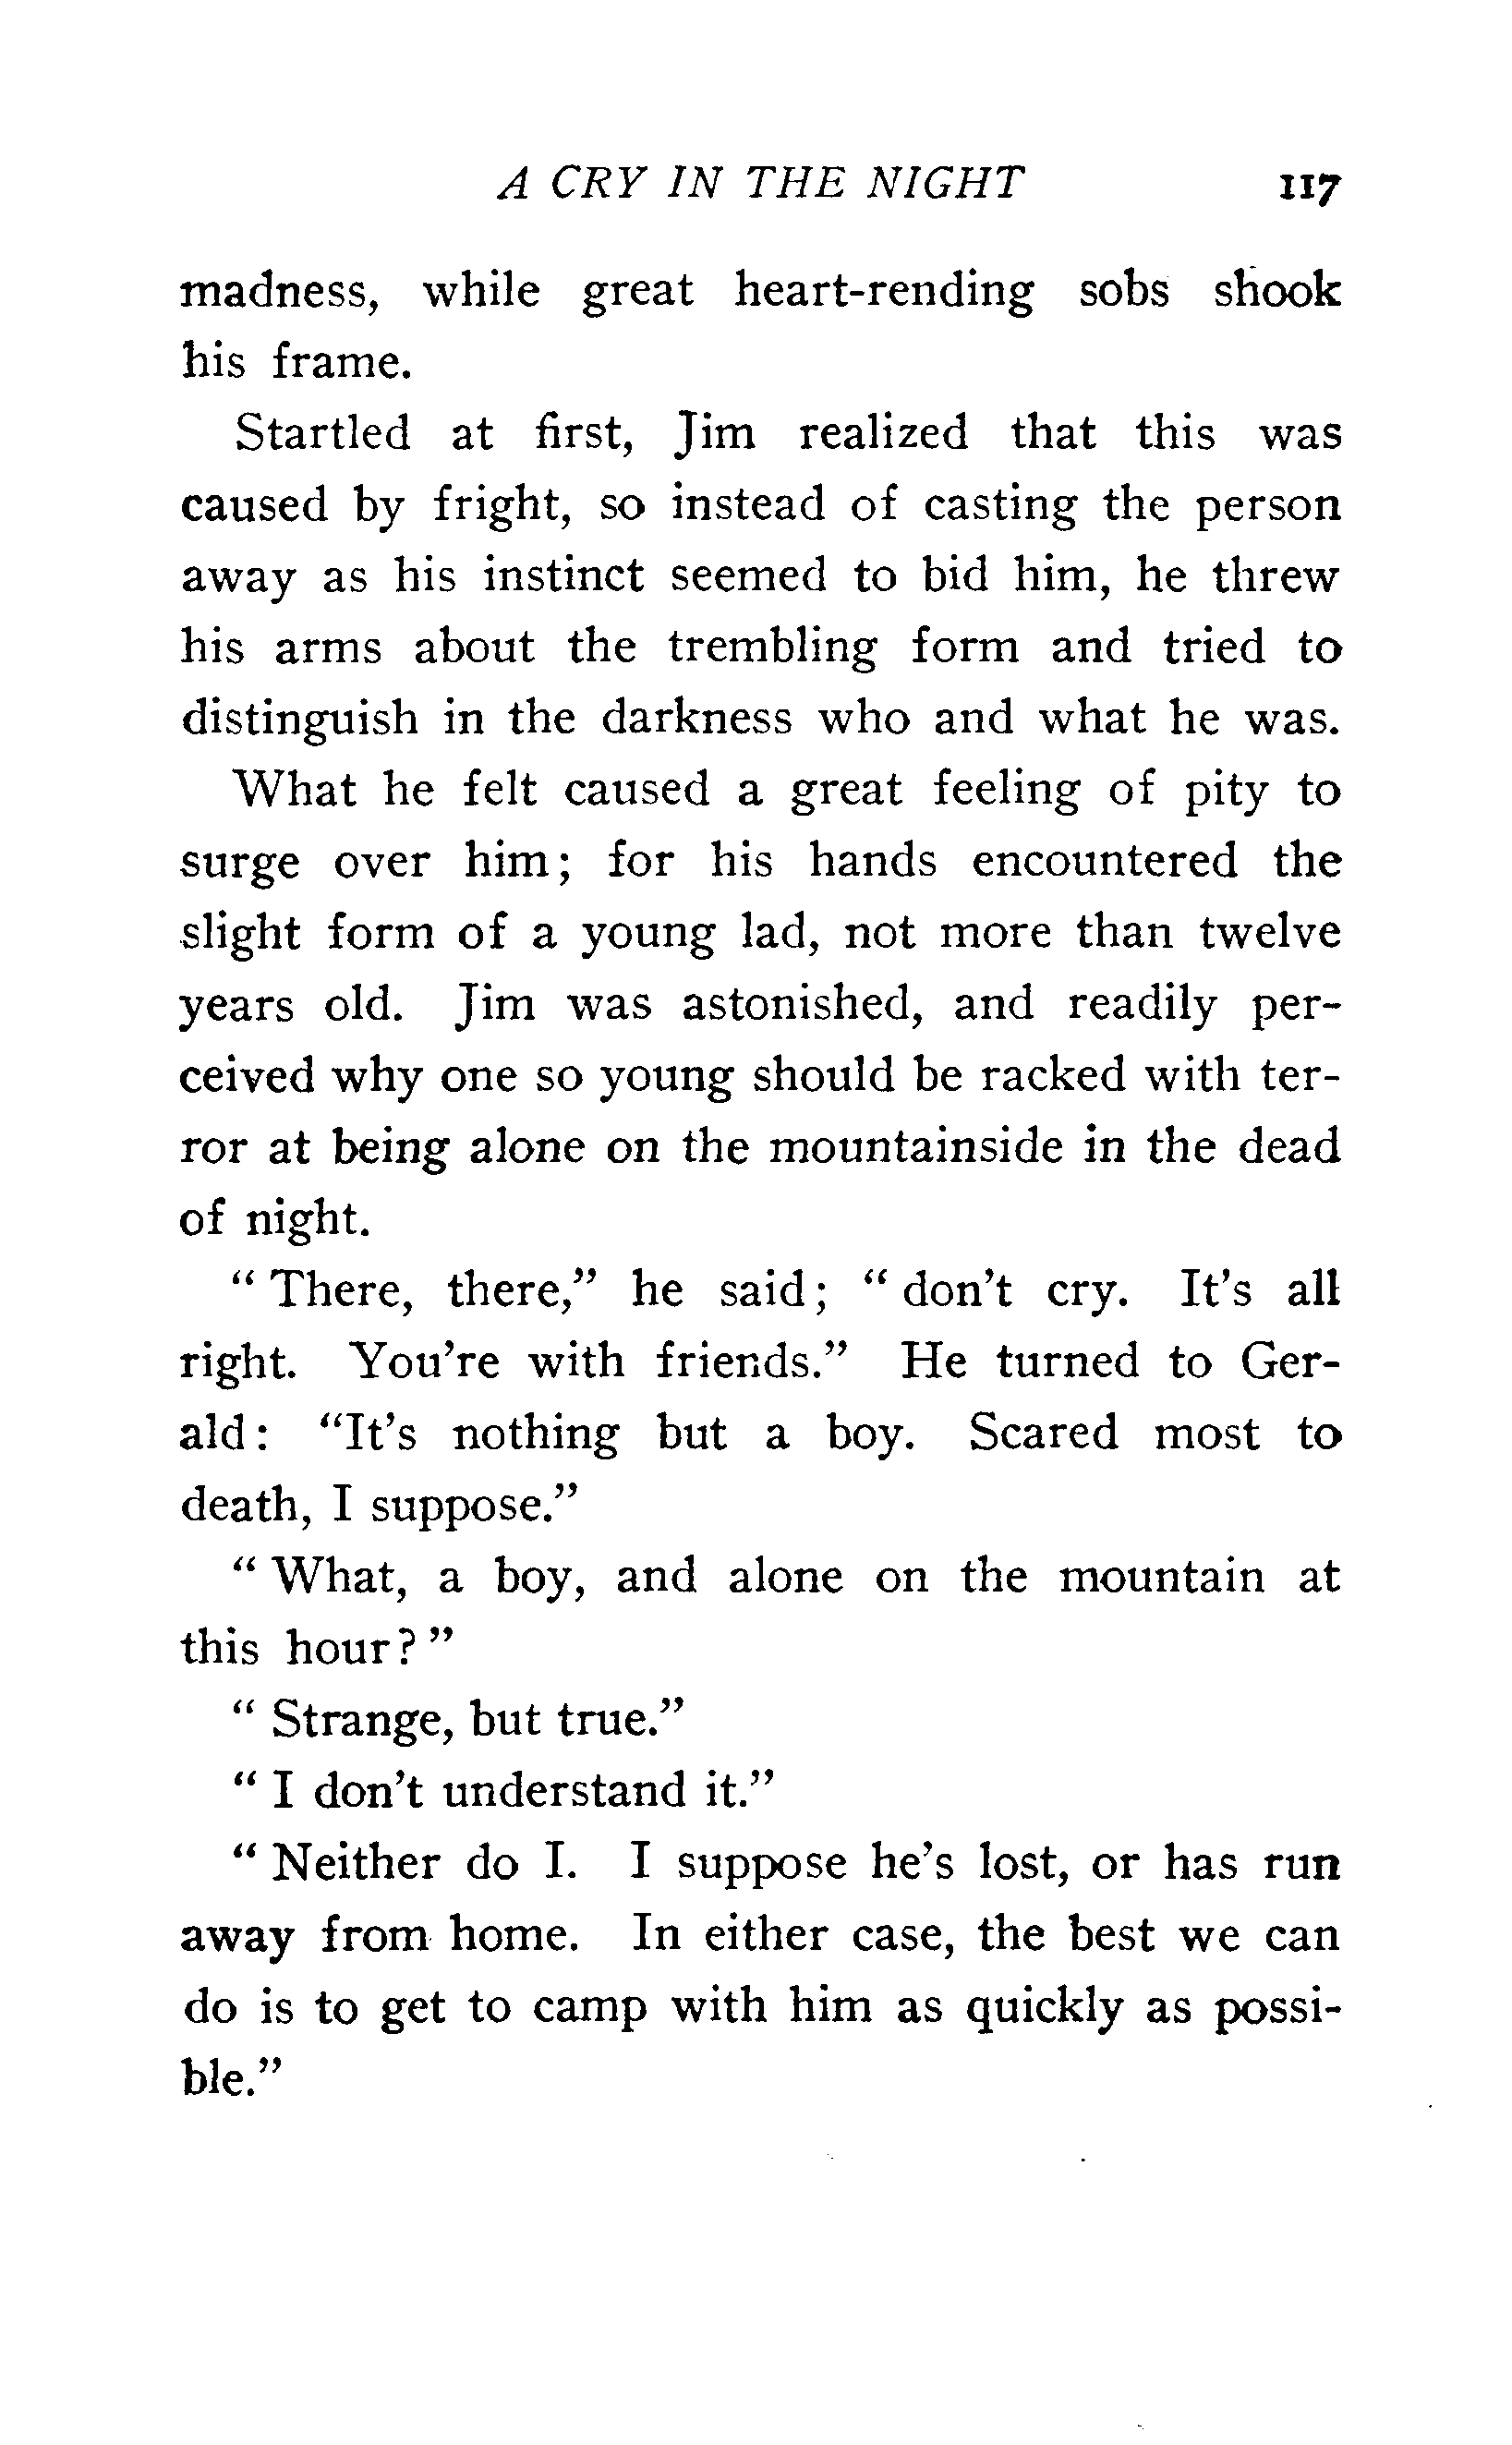 A CRY IN THE NIGHT 117
madness, while great heart-rending sobs shook
his frame.
Startled at first, Jim realized that this was
caused by fright, so instead of casting the person
away as his instinct seemed to bid him, he threw
his arms about the trembling form and tried to
distinguish in the darkness who and what he was.
What he felt caused a great feeling of pity to
surge over him; for his hands encountered the
slight form of a young lad, not more than twelve
years old. Jim was astonished, and readily per-
ceived why one so young should be racked with ter-
ror at being alone on the mountainside in the dead
of night.
" There, there," he said; " don't cry. It's all
right. You're with friends." He turned to Ger-
ald: "It's nothing but a boy. Scared most to
death, I suppose."
" What, a boy, and alone on the mountain at
this hour?"
" Strange, but true."
" I don't understand it."
" Neither do I. I suppose he's lost, or has run
away from home. In either case, the best we can
do is to get to camp with him as quickly as possi-
ble."